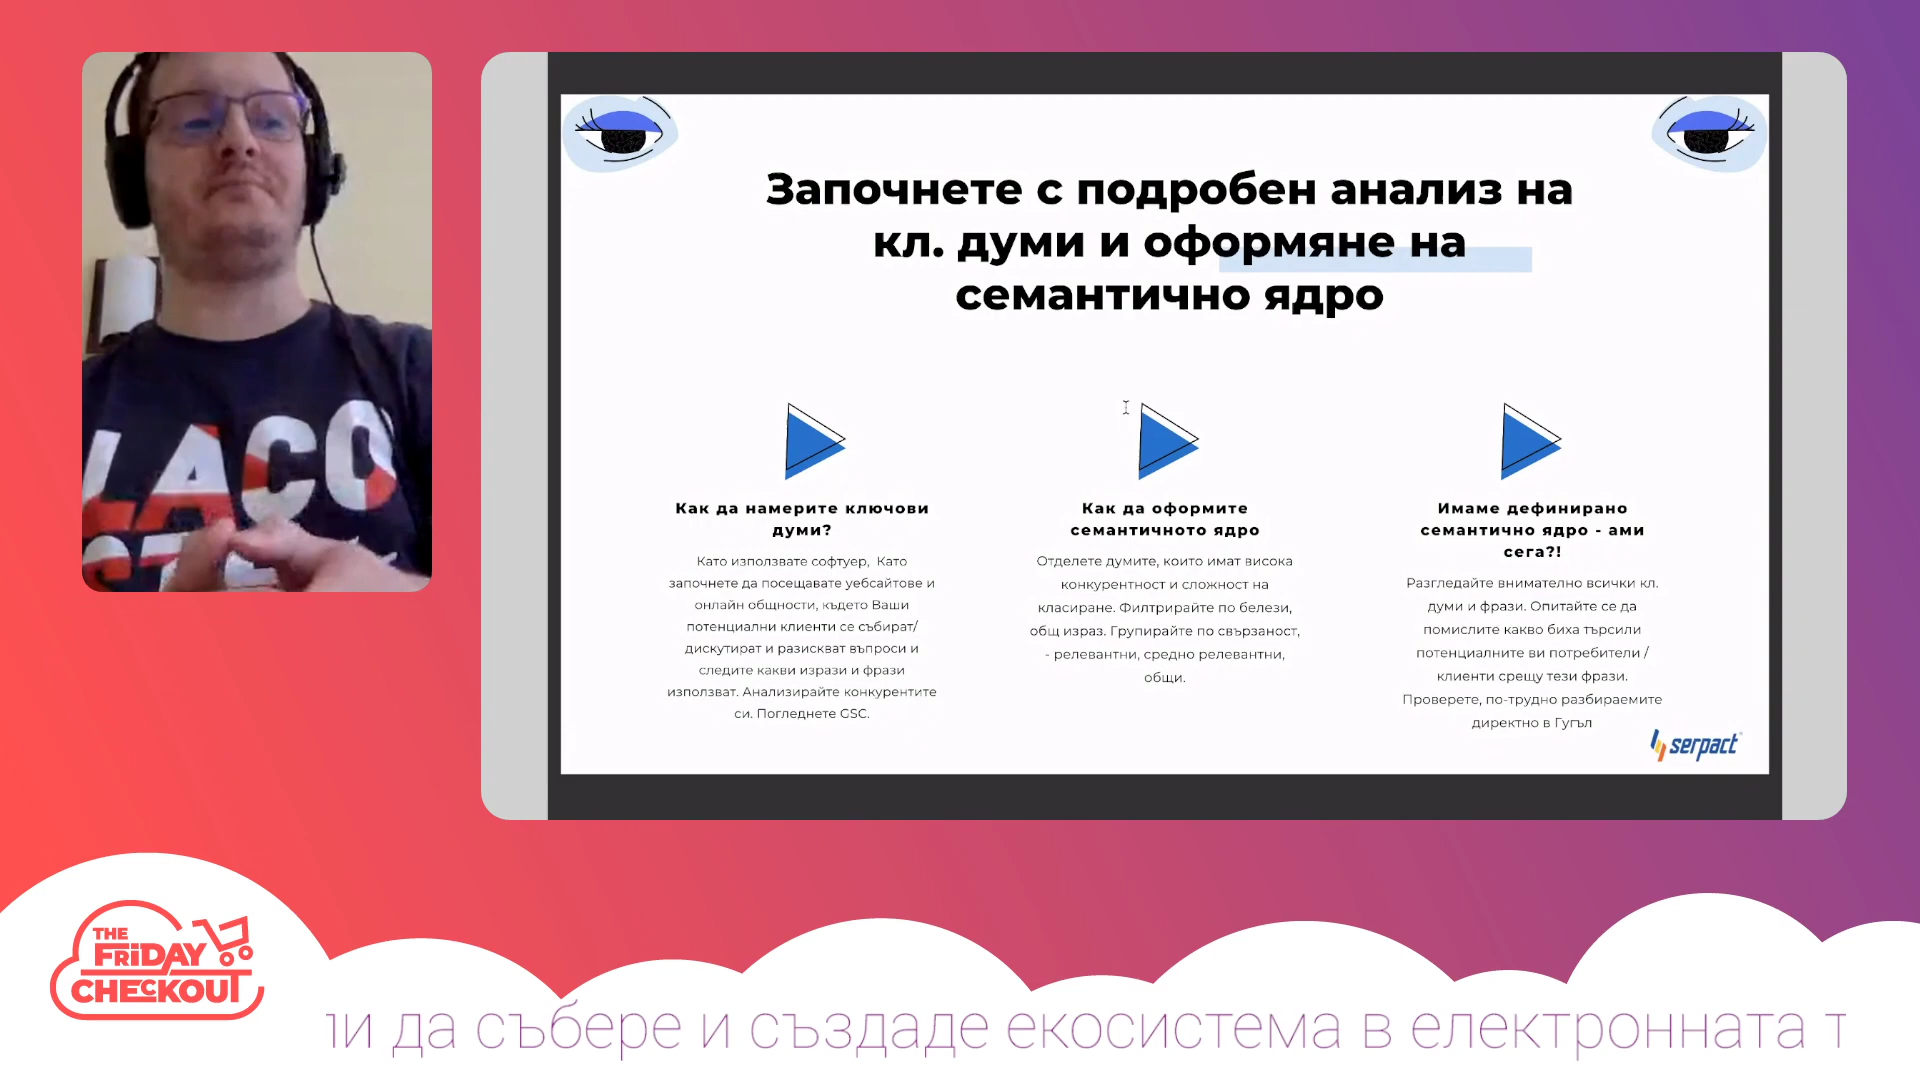 LACO
Започнете с подробен анализ на
кл. думи и оформяне на
семантично ядро
Как да намерите ключови
думи?
Като използвате софтуер, Като
започнете да посещавате уебсайтове и
онлайн общности, където Ваши
потенциални клиенти се събират/
дискутират и разискват въпроси и
следите какви изрази и фрази
използват. Анализирайте конкурентите
си. Погледнете GSC.
Как да оформите
семантичното ядро
Отделете думите, които имат висока
конкурентност и сложност на
класиране. Филтрирайте по белези,
общ израз. Групирайте по свързаност,
- релевантни, средно релевантни,
общи.
Имаме дефинирано
семантично ядро - ами
сега?!
Разгледайте внимателно всички кл.
думи и фрази. Опитайте се да
помислите какво биха търсили
потенциалните ви потребители /
клиенти срещу тези фрази.
Проверете, по-трудно разбираемите
директно в Гугъл
serpact
THE
FRIDAY
CHECKOUT
да събере и създаде екосистема в електронната т